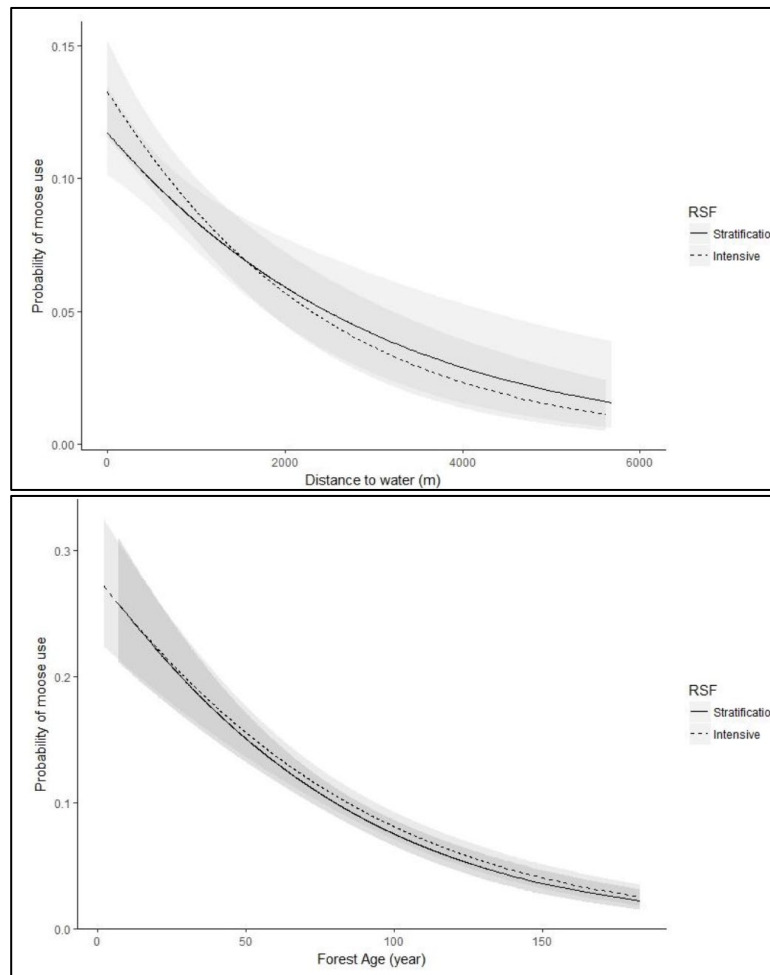 0.15
0.10
0.05
0.00
Probability of moose use
0
2000
4000
6000
Distance to water (m)
RSF
Stratificatio
Intensive
0.3
0.2
0.1
0.0
Probability of moose use
0
50
100
150
Forest Age (year)
RSF
Stratificatio
Intensive